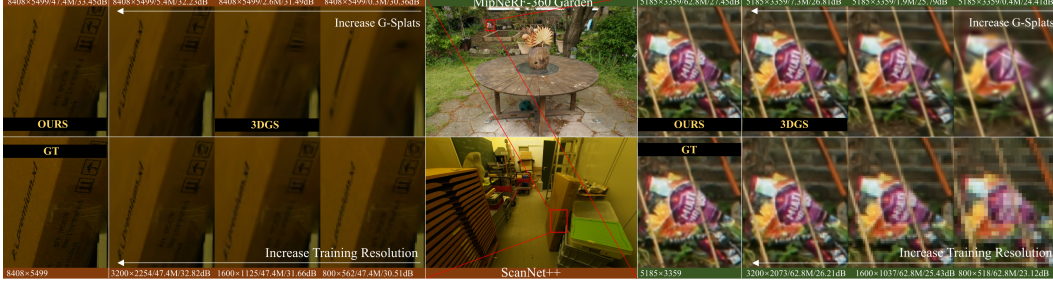 8408×5499/47.4M/33.45dB
8408×5499/5.4M/32.23dB
8408×5499/2.6M/31.49dB
8408×5499/0.3M/30.36dB
Increase G-Splats
OURS
3DGS
GT
Increase Training Resolution
8408×5499
3200×2254/47.4M/32.82dB
1600×1125/47.4M/31.66dB
800×562/47.4M/30.51dB
MipNeRF-360 Garden
ScanNet++
5185×3359/62.8M/27.45dB
5185×3359/7.3M/26.81dB
5185×3359/1.9M/25.79dB
5185×3359/0.4M/24.41dB
Increase G-Splats
OURS
3DGS
GT
Increase Training Resolution
5185×3359
3200×2073/62.8M/26.21dB
1600×1037/62.8M/25.43dB
800×518/62.8M/23.12dB